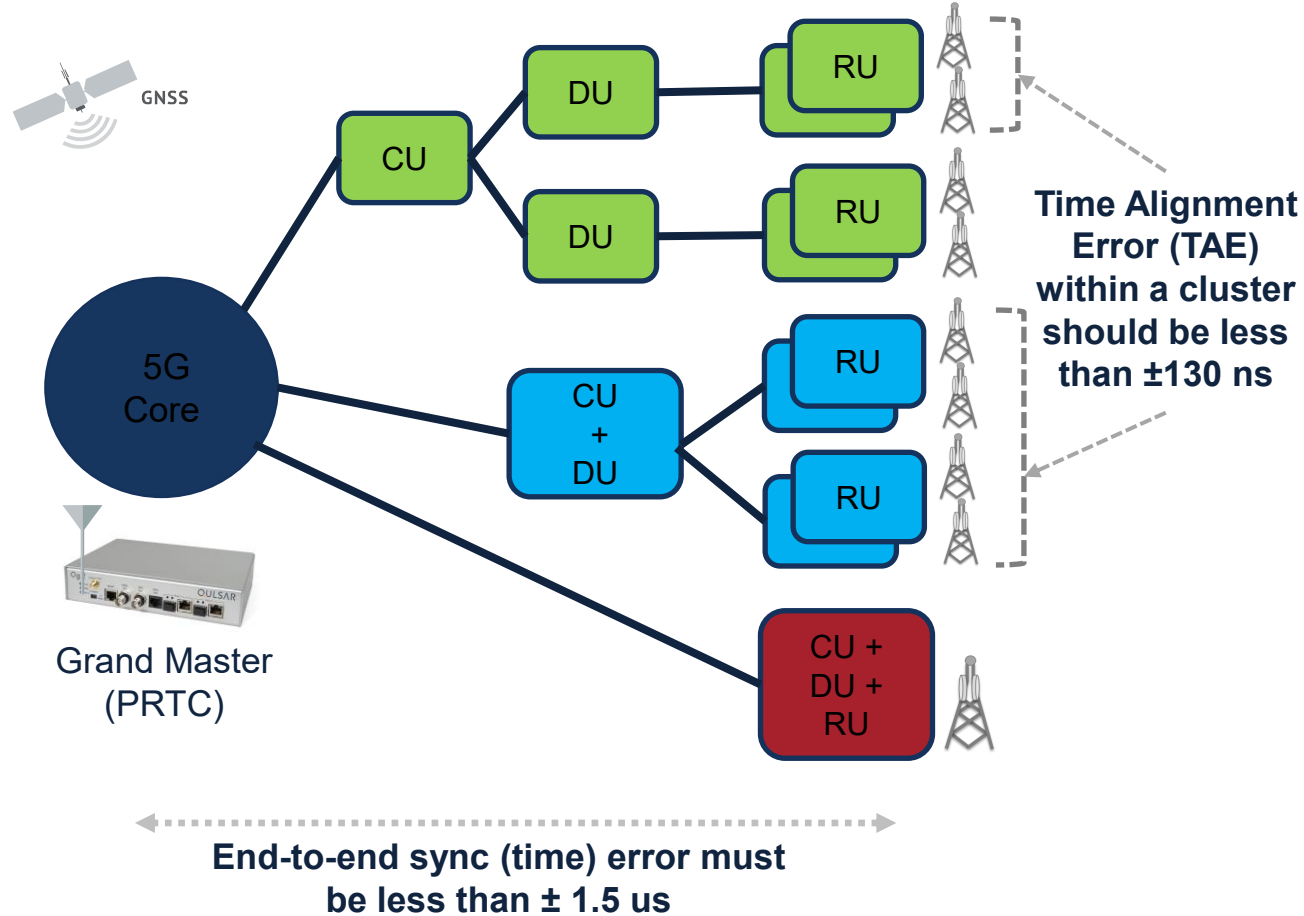 GNSS
CU
DU
RU
DU
RU
Time Alignment
Error (TAE)
within a cluster
should be less
than ±130 ns
5G
Core
CU
+
DU
RU
RU
OULSAR
Grand Master
(PRTC)
CU +
DU +
RU
End-to-end sync (time) error must
be less than ± 1.5 us